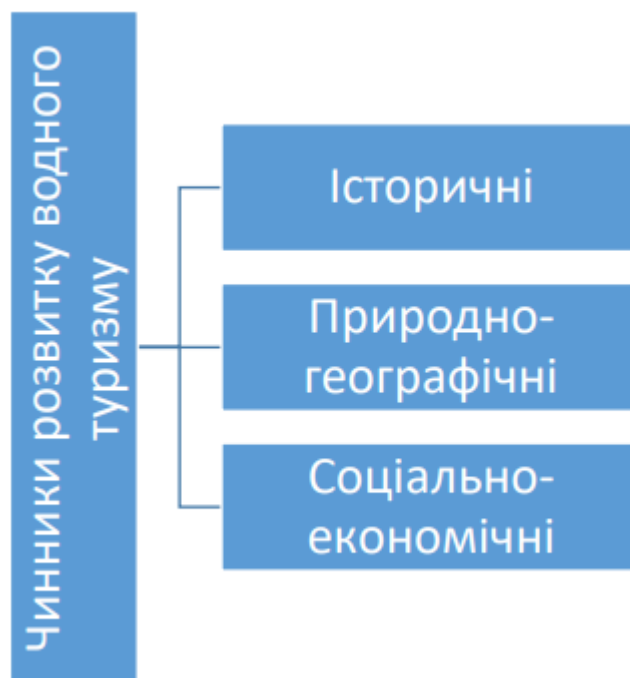 Чинники розвитку водного
туризму
Історичні
Природно-
географічні
Соціально-
економічні